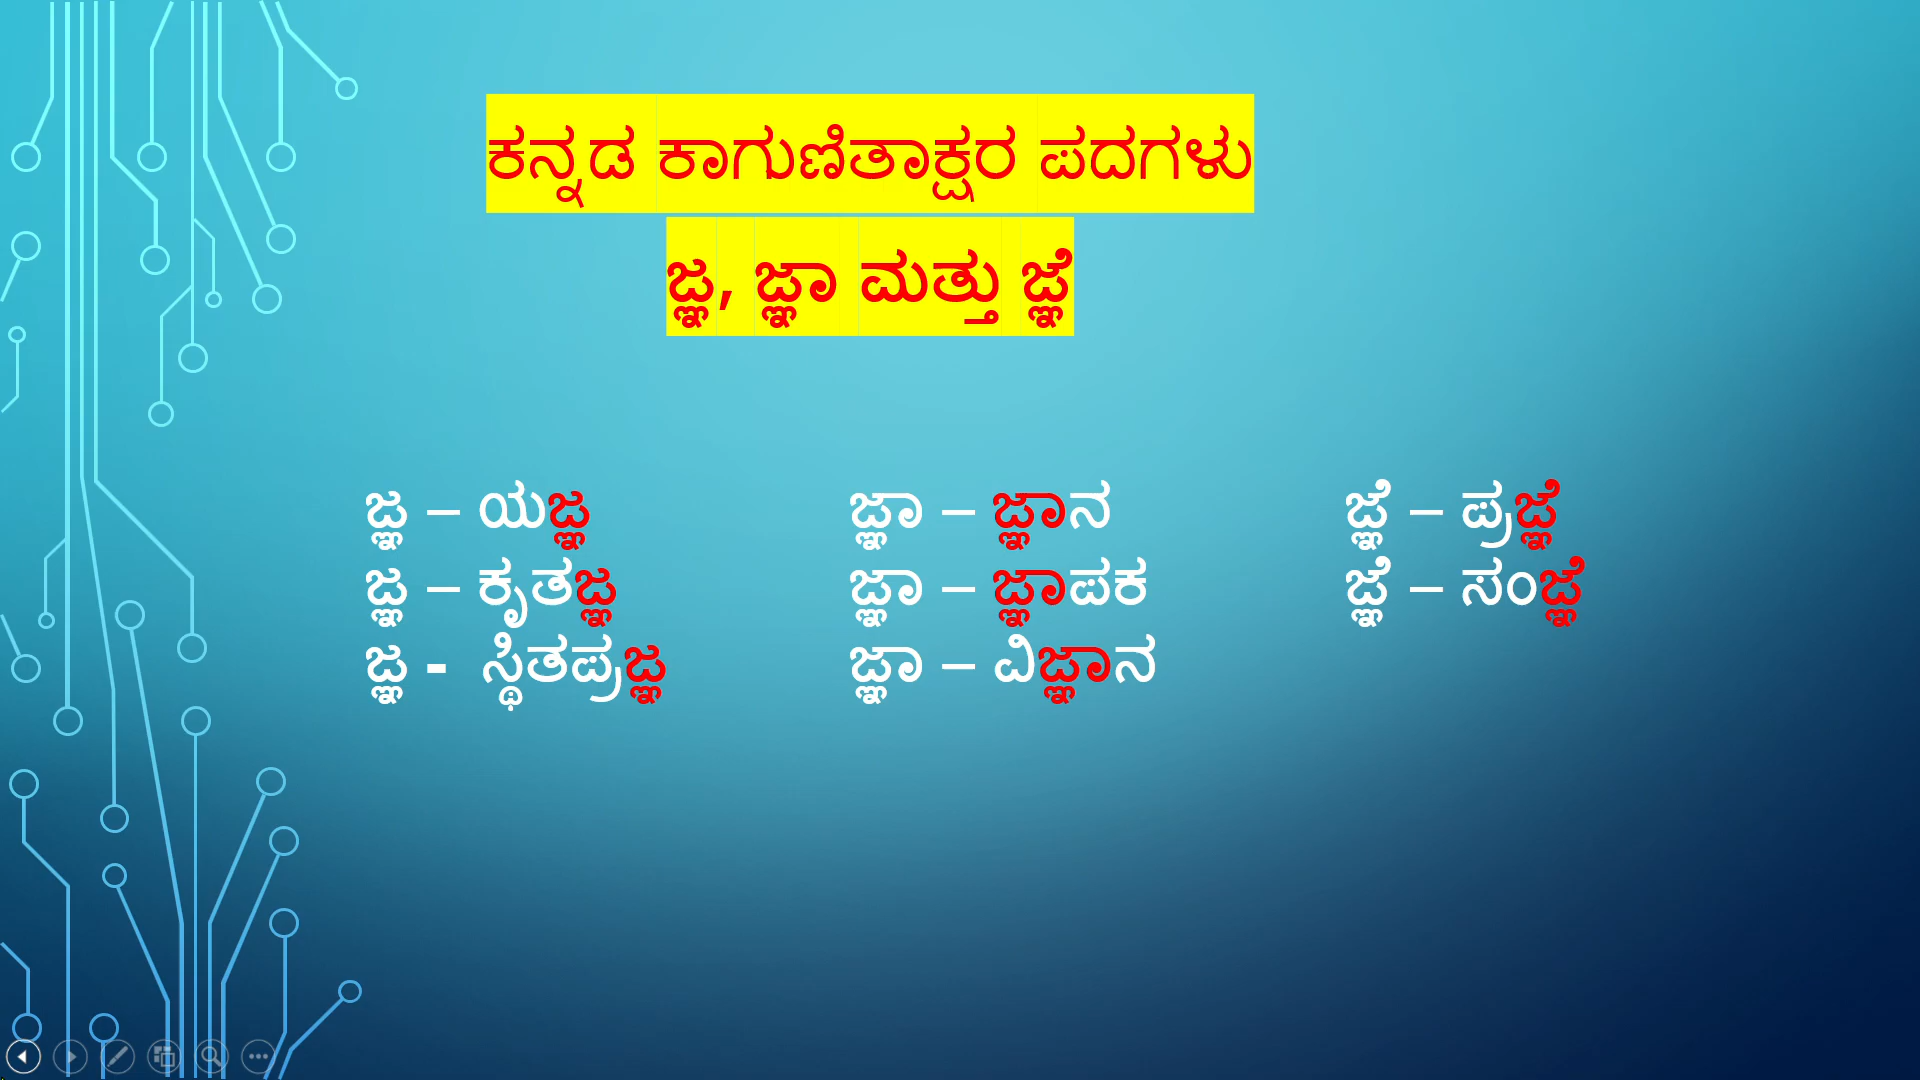 ಕನ್ನಡ ಕಾಗುಣಿತಾಕ್ಷರ ಪದಗಳು
ಜ್ಞ, ಜ್ಞಾ ಮತ್ತು ಜ್ಞೆ
ಜ್ಞ – ಯಜ್ಞ
ಜ್ಞ – ಕೃತಜ್ಞ
ಜ್ಞ - ಸ್ಥಿತಪ್ರಜ್ಞ
ಜ್ಞಾ – ಜ್ಞಾನ
ಜ್ಞಾ – ಜ್ಞಾಪಕ
ಜ್ಞಾ – ವಿಜ್ಞಾನ
ಜ್ಞೆ – ಪ್ರಜ್ಞೆ
ಜ್ಞೆ – ಸಂಜ್ಞೆ